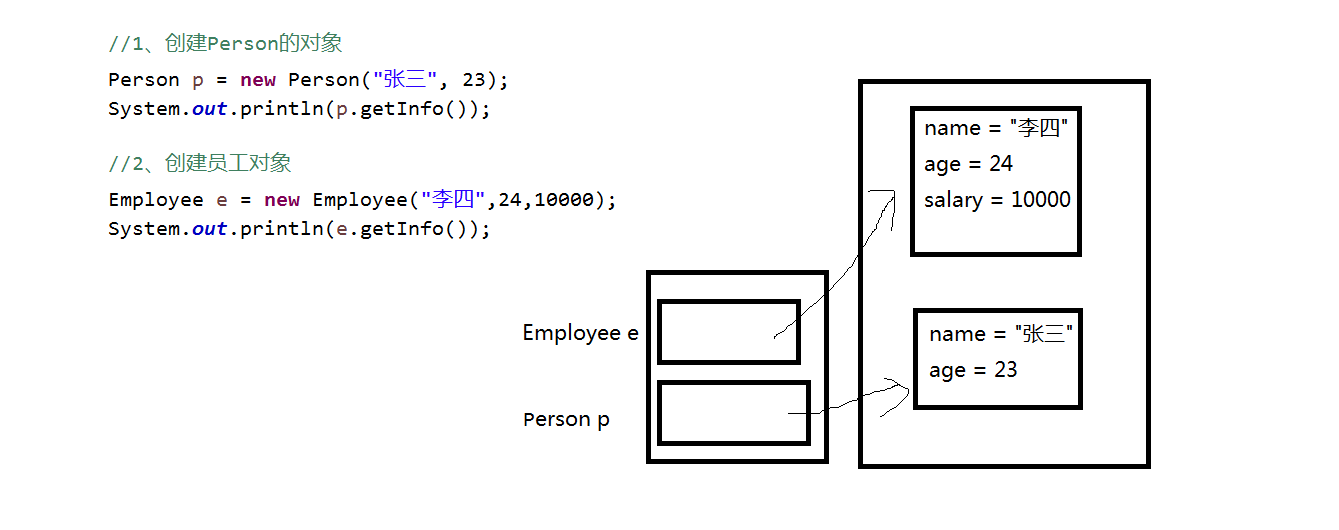 //1、创建Person的对象
Person p = new Person("张三", 23);
System.out.println(p.getInfo());
//2、创建员工对象
Employee e = new Employee("李四",24,10000);
System.out.println(e.getInfo());
name = "李四"
age = 24
salary = 10000
Employee e
name = "张三"
age = 23
Person p